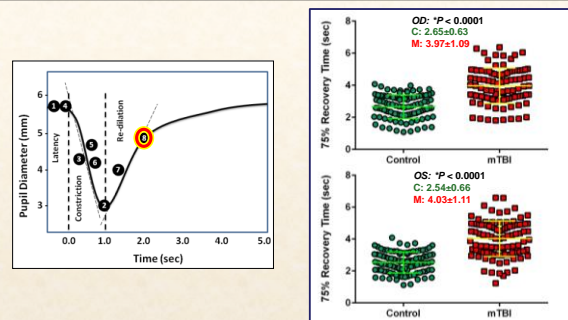 6
5
4
3
2
Pupil Diameter (mm)
Latency
Constriction
Re-dilation
1
4
3
5
6
2
7
8
0.0 1.0 2.0 3.0 4.0 5.0
Time (sec)
OD: *P < 0.0001
C: 2.65±0.63
M: 3.97±1.09
75% Recovery Time (sec)
8
6
4
2
0
Control mTBI
OS: *P < 0.0001
C: 2.54±0.66
M: 4.03±1.11
75% Recovery Time (sec)
8
6
4
2
0
Control mTBI